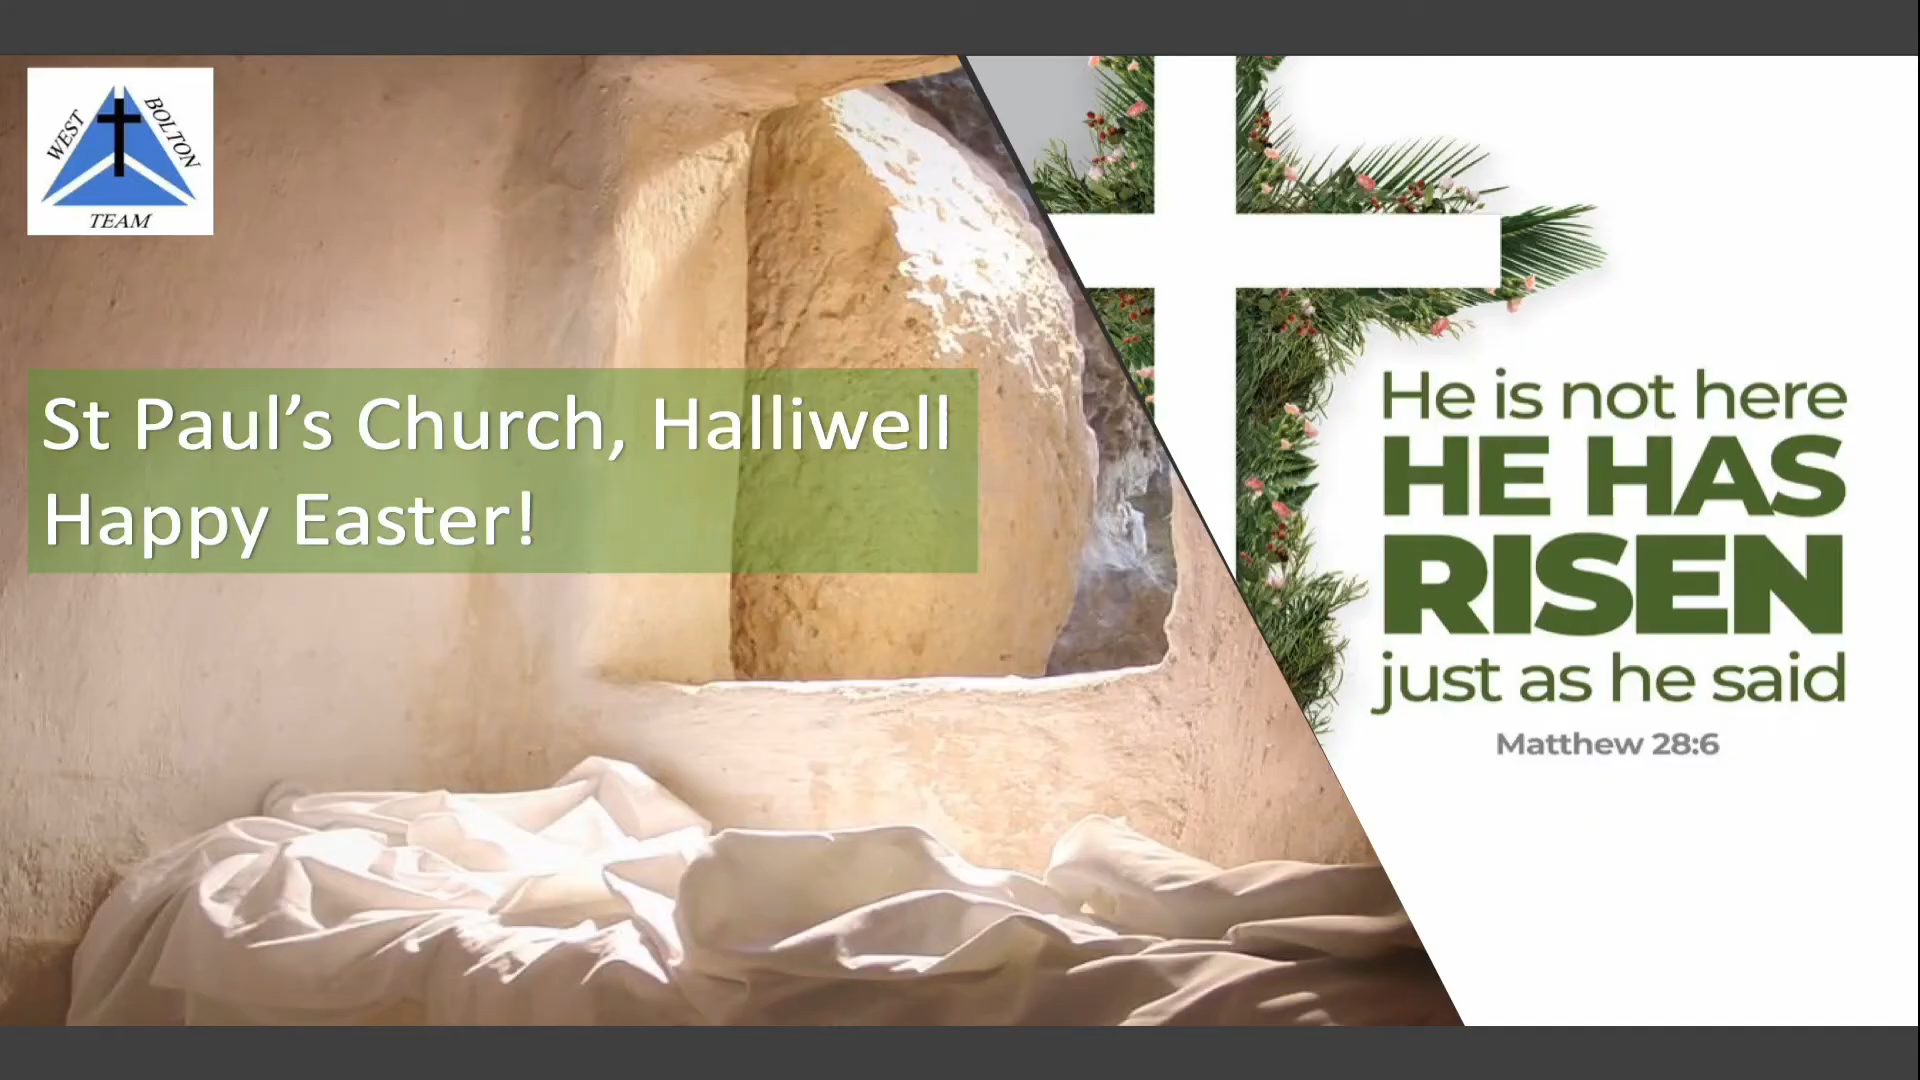 WEST BOLTON
TEAM
St Paul’s Church, Halliwell
Happy Easter!
He is not here
HE HAS
RISEN
just as he said
Matthew 28:6